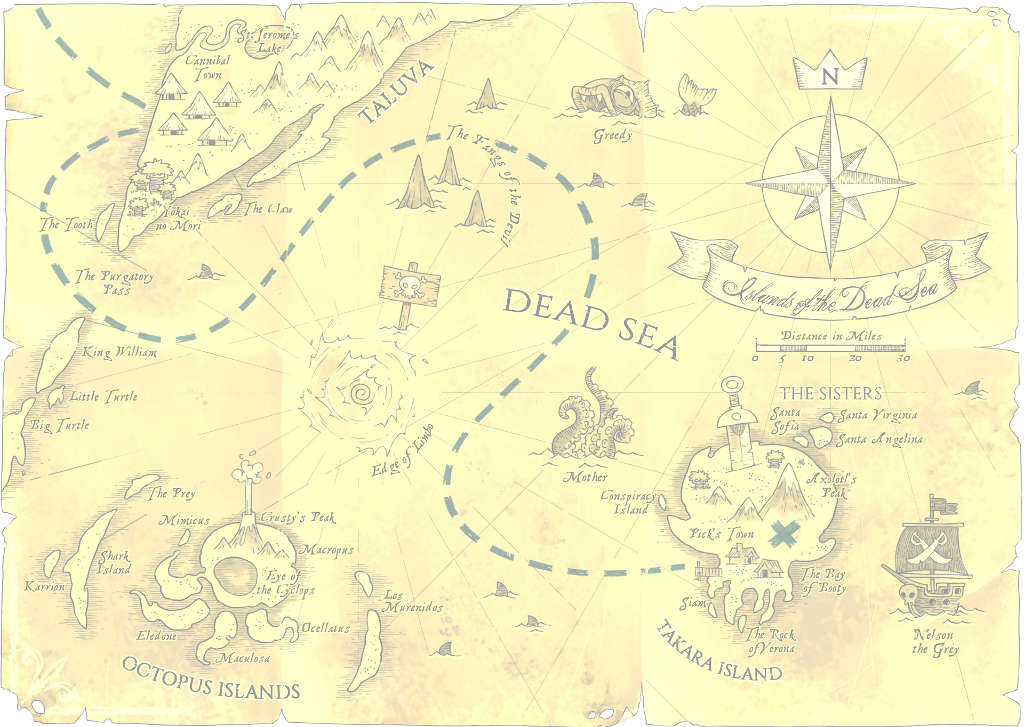 St. Jerome's
Lake
Cannibal
Town
TALUVA
The Fangs of the Devil
Greedy
N
The Tooth
Yokai
no Mori
The Claw
The Purgatory
Pass
Islands of the Dead Sea
DEAD SEA
Distance in Miles
0 5 10 20 30
King William
Little Turtle
Big Turtle
Edge of Limbo
Mother
THE SISTERS
Santa
Sofia
Santa Virginia
Santa Angelina
Axolotl's
Peak
Conspiracy
Island
Pick's Town
The Bay
of Booty
Siam
The Rock
of Verona
TAKARA ISLAND
Nelson
the Grey
The Prey
Mimicus
Crusty's Peak
Macropus
Shark
Island
Karrion
Eye of
the Cyclops
Los
Murenidos
Eledone
Ocellatus
Maculosa
OCTOPUS ISLANDS